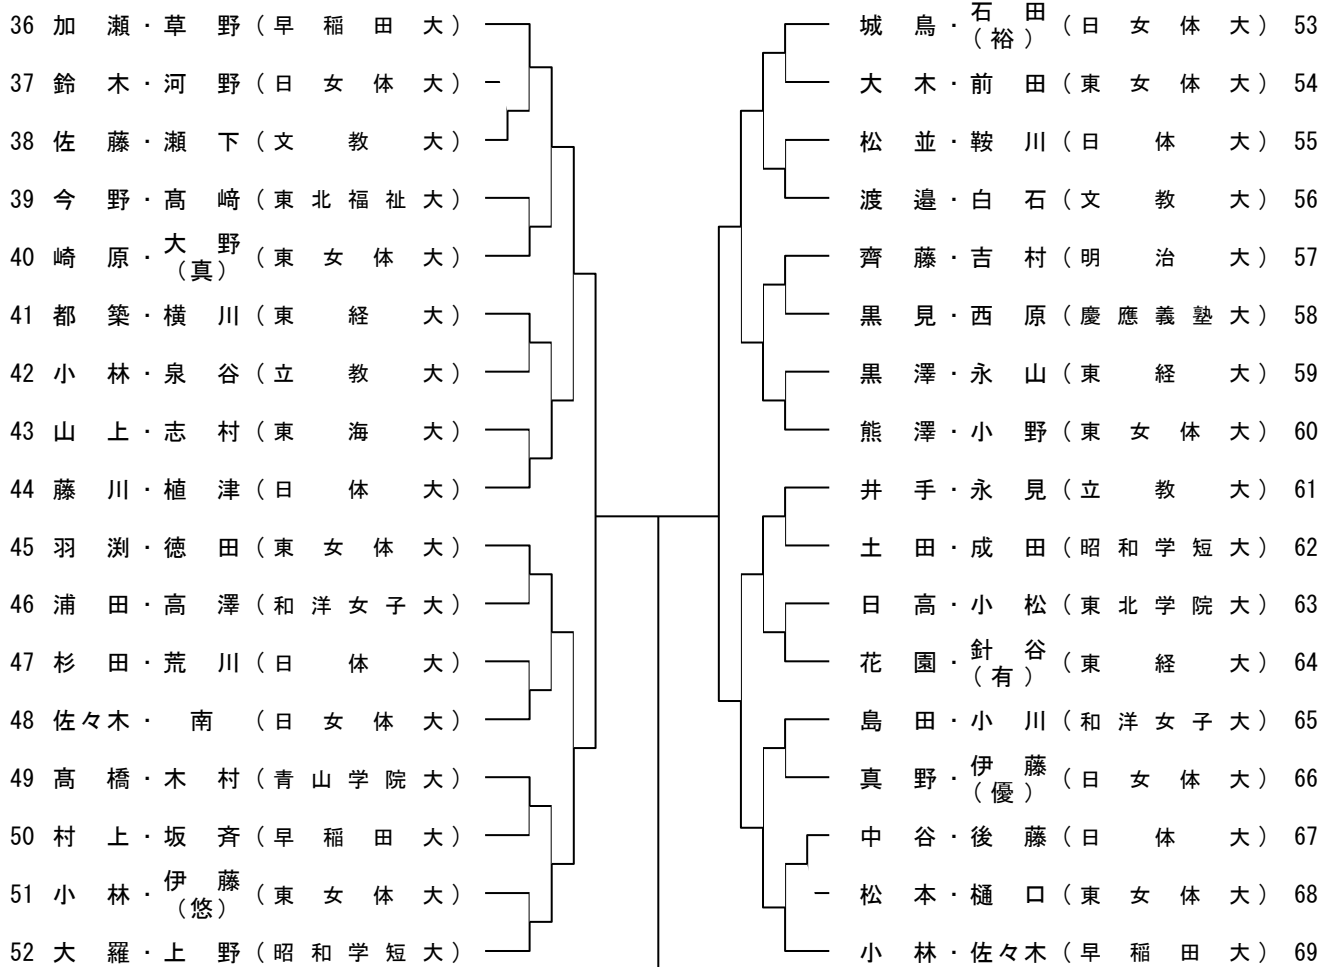 36 加瀬・草野（早稲田大）
37 鈴木・河野（日女体大）
38 佐藤・瀬下（文教大）
39 今野・髙﨑（東北福祉大）
40 崎原・大野（真）（東女体大）
41 都築・横川（東経大）
42 小林・泉谷（立教大）
43 山上・志村（東海大）
44 藤川・植津（日体大）
45 羽渕・徳田（東女体大）
46 浦田・高澤（和洋女子大）
47 杉田・荒川（日体大）
48 佐々木・南（日女体大）
49 髙橋・木村（青山学院大）
50 村上・坂斉（早稲田大）
51 小林・伊藤（悠）（東女体大）
52 大羅・上野（昭和学短大）
城鳥・石田（裕）（日女体大）53
大木・前田（東女体大）54
松並・鞍川（日体大）55
渡邉・白石（文教大）56
齊藤・吉村（明治大）57
黒見・西原（慶應義塾大）58
黒澤・永山（東経大）59
熊澤・小野（東女体大）60
井手・永見（立教大）61
土田・成田（昭和学短大）62
日高・小松（東北学院大）63
花園・針谷（有）（東経大）64
島田・小川（和洋女子大）65
真野・伊藤（優）（日女体大）66
中谷・後藤（日体大）67
松本・樋口（東女体大）68
小林・佐々木（早稲田大）69